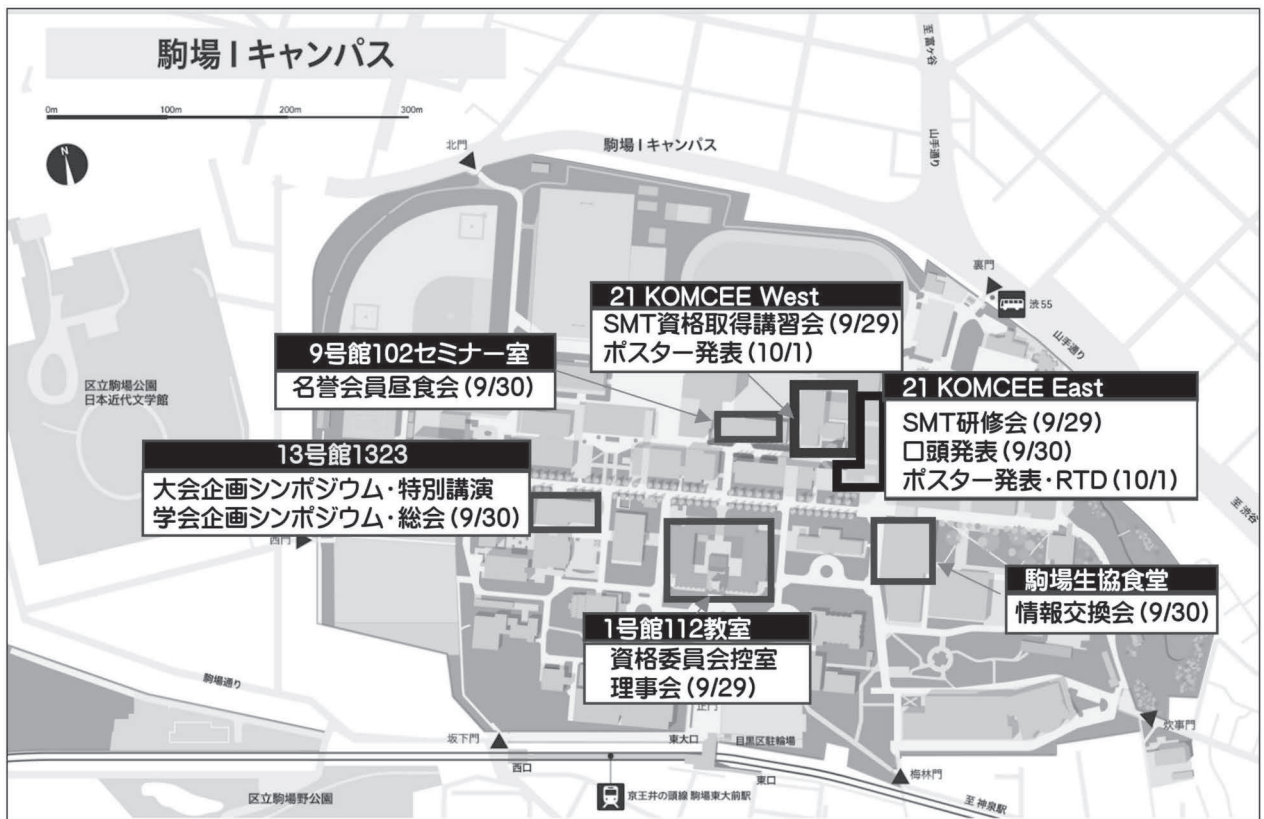 駒場Iキャンパス
0m 100m 200m 300m
N
北門
駒場Iキャンパス
至 富ヶ谷
山手通り
裏門
渋55
山手通り
至 渋谷
21 KOMCEE West
SMT資格取得講習会(9/29)
ポスター発表(10/1)
9号館102セミナー室
名誉会員昼食会(9/30)
21 KOMCEE East
SMT研修会(9/29)
口頭発表(9/30)
ポスター発表・RTD(10/1)
区立駒場公園
日本近代文学館
13号館1323
大会企画シンポジウム・特別講演
学会企画シンポジウム・総会(9/30)
西門
駒場生協食堂
情報交換会(9/30)
1号館112教室
資格委員会控室
理事会(9/29)
正門
駒場通り
坂下門
西口
東大口
目黒区駐輪場
東口
炊事門
梅林門
区立駒場野公園
京王井の頭線 駒場東大前駅
至 神泉駅